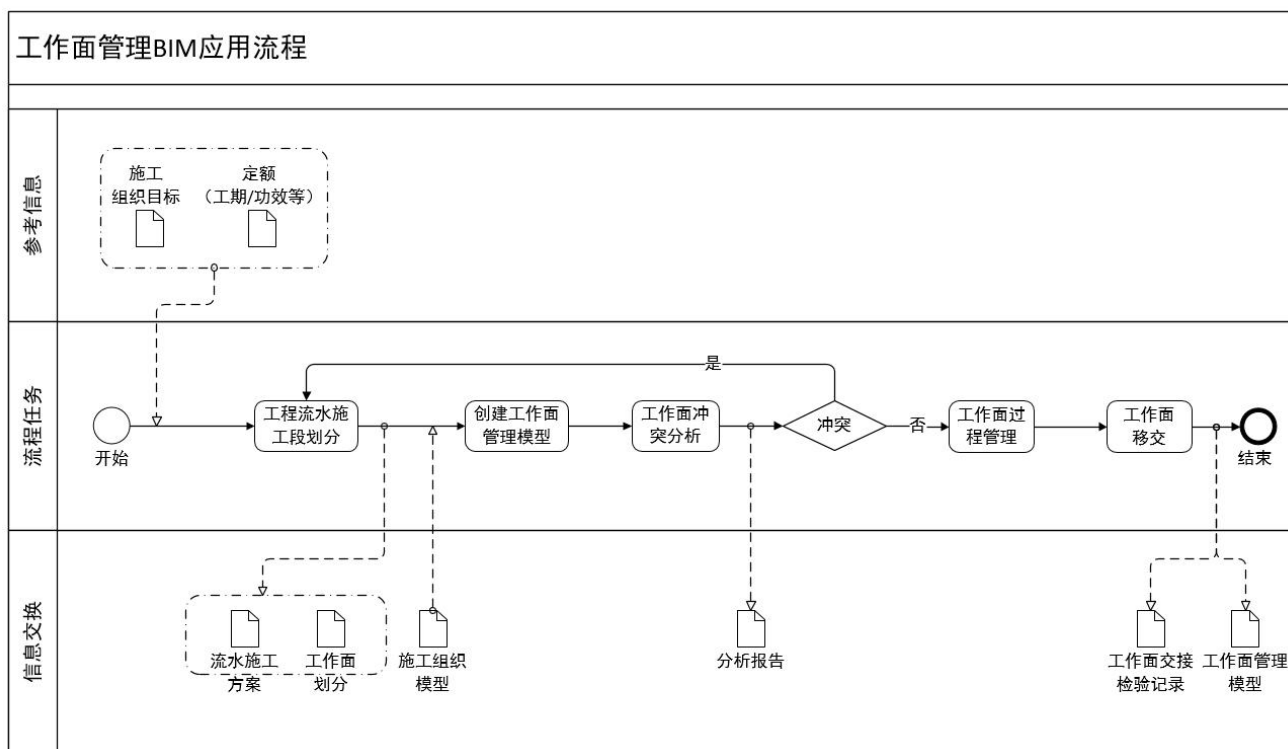 工作面管理BIM应用流程
参考信息
施工
组织目标
定额
（工期/功效等）
流程任务
开始
工程流水施
工段划分
创建工作面
管理模型
工作面冲
突分析
是
冲突
否
工作面过
程管理
工作面
移交
结束
信息交换
流水施工
方案
工作面
划分
施工组织
模型
分析报告
工作面交接
检验记录
工作面管理
模型